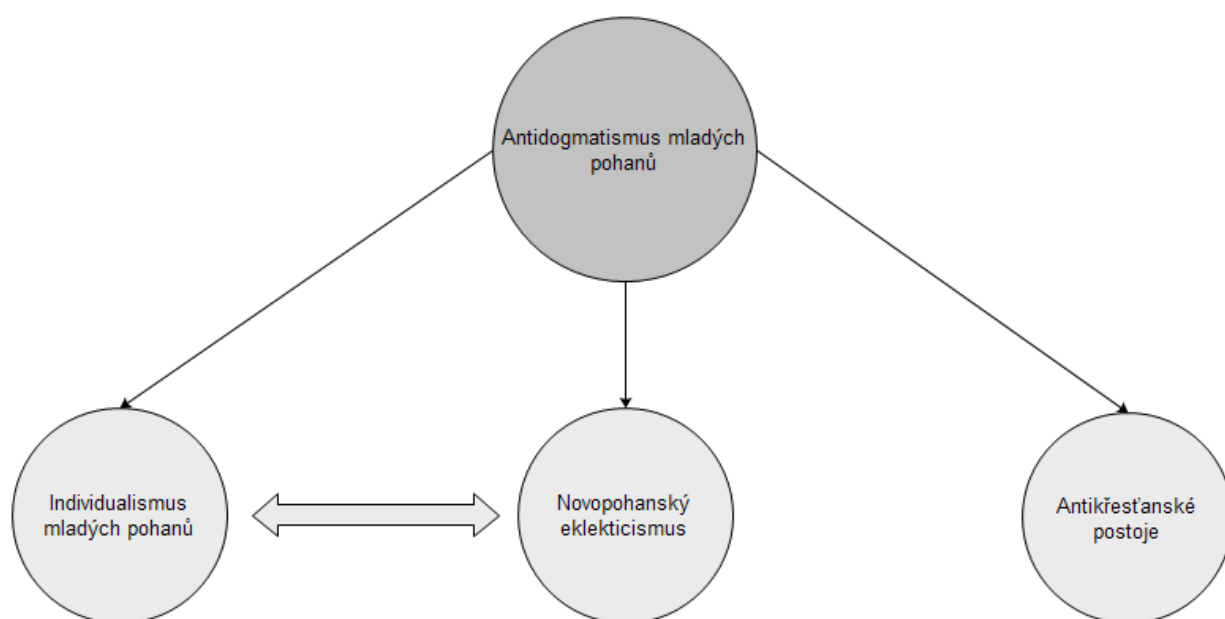 Antidogmatismus mladých
pohanů
Individualismus
mladých pohanů
Novopohanský
eklekticismus
Antikřesťanské
postoje